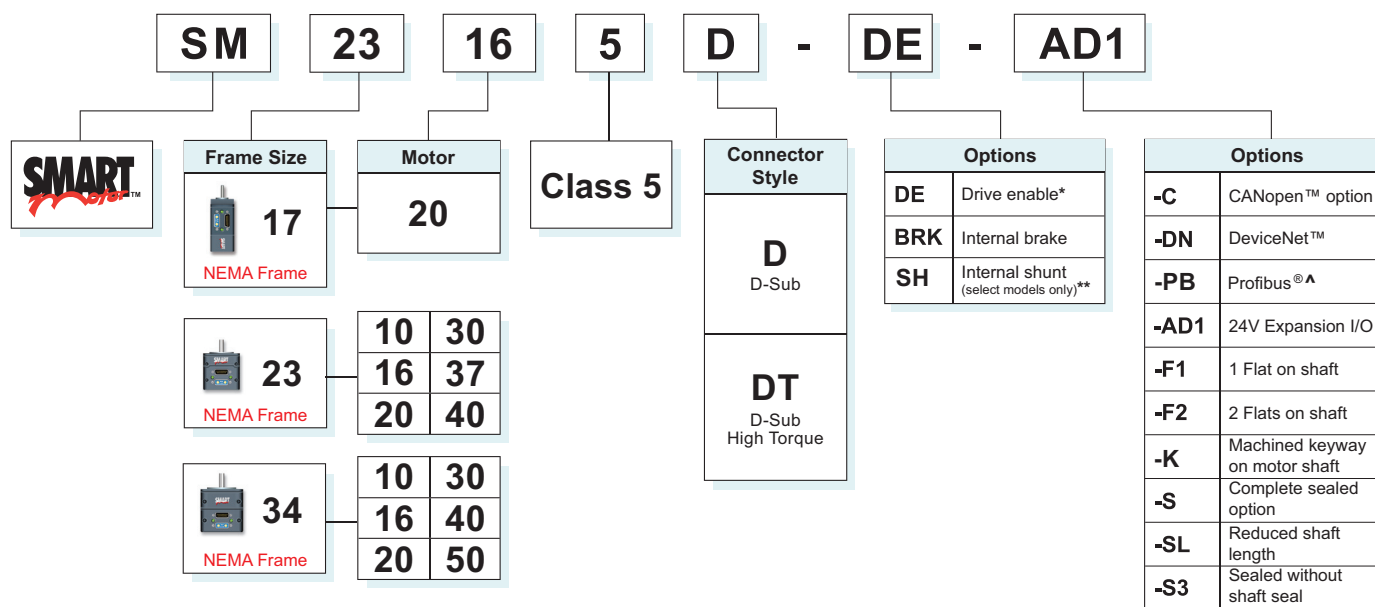 SM 23 16 5 D - DE - AD1
SMART
motor™
Frame Size
17
NEMA Frame
23
NEMA Frame
34
NEMA Frame
Motor
20
10 30
16 37
20 40
10 30
16 40
20 50
Class 5
Connector
Style
D
D-Sub
DT
D-Sub
High Torque
Options
DE Drive enable*
BRK Internal brake
SH Internal shunt
(select models only)**
Options
-C CANopen™ option
-DN DeviceNet™
-PB Profibus®^
-AD1 24V Expansion I/O
-F1 1 Flat on shaft
-F2 2 Flats on shaft
-K Machined keyway
on motor shaft
-S Complete sealed
option
-SL Reduced shaft
length
-S3 Sealed without
shaft seal